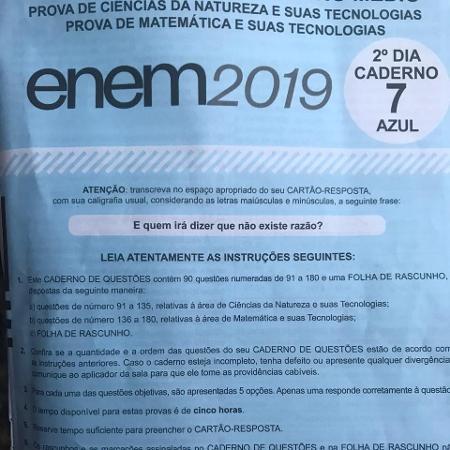 PROVA DE CIÊNCIAS DA NATUREZA E SUAS TECNOLOGIAS
PROVA DE MATEMÁTICA E SUAS TECNOLOGIAS
enem2019
2º DIA
CADERNO
7
AZUL
ATENÇÃO: transcreva no espaço apropriado do seu CARTÃO-RESPOSTA,
com sua caligrafia usual, considerando as letras maiúsculas e minúsculas, a seguinte frase:
E quem irá dizer que não existe razão?
LEIA ATENTAMENTE AS INSTRUÇÕES SEGUINTES:
1. Este CADERNO DE QUESTÕES contém 90 questões numeradas de 91 a 180 e uma FOLHA DE RASCUNHO,
dispostas da seguinte maneira:
a) questões de número 91 a 135, relativas à área de Ciências da Natureza e suas Tecnologias;
b) questões de número 136 a 180, relativas à área de Matemática e suas Tecnologias;
c) FOLHA DE RASCUNHO.
2. Confira se a quantidade e a ordem das questões do seu CADERNO DE QUESTÕES estão de acordo com
as instruções anteriores. Caso o caderno esteja incompleto, tenha defeito ou apresente qualquer divergência
comunique ao aplicador da sala para que ele tome as providências cabíveis.
3. Para cada uma das questões objetivas, são apresentadas 5 opções. Apenas uma responde corretamente à questão
4. O tempo disponível para estas provas é de cinco horas.
5. Reserve tempo suficiente para preencher o CARTÃO-RESPOSTA.
6. Os rascunhos e as marcações assinaladas no CADERNO DE QUESTÕES e na FOLHA DE RASCUNHO não